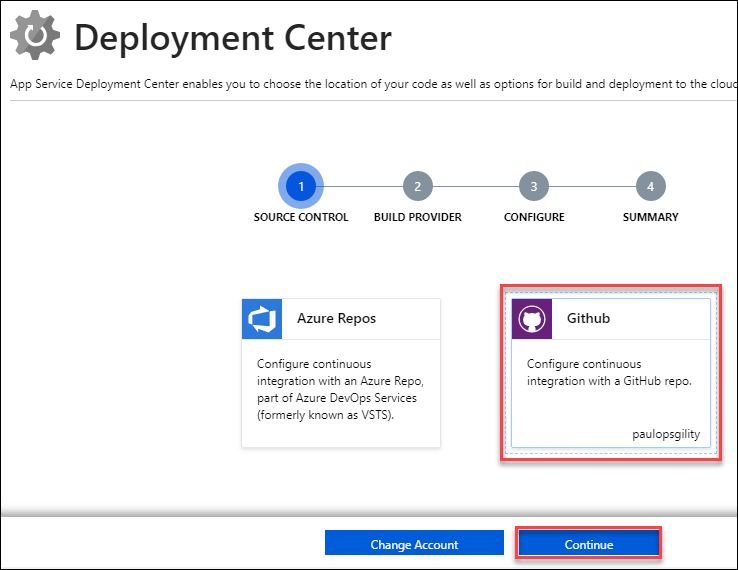 Deployment Center
App Service Deployment Center enables you to choose the location of your code as well as options for build and deployment to the cloud
1
2
3
4
SOURCE CONTROL
BUILD PROVIDER
CONFIGURE
SUMMARY
Azure Repos
Configure continuous
integration with an Azure Repo,
part of Azure DevOps Services
(formerly known as VSTS).
Github
Configure continuous
integration with a GitHub repo.
paulopsgility
Change Account
Continue